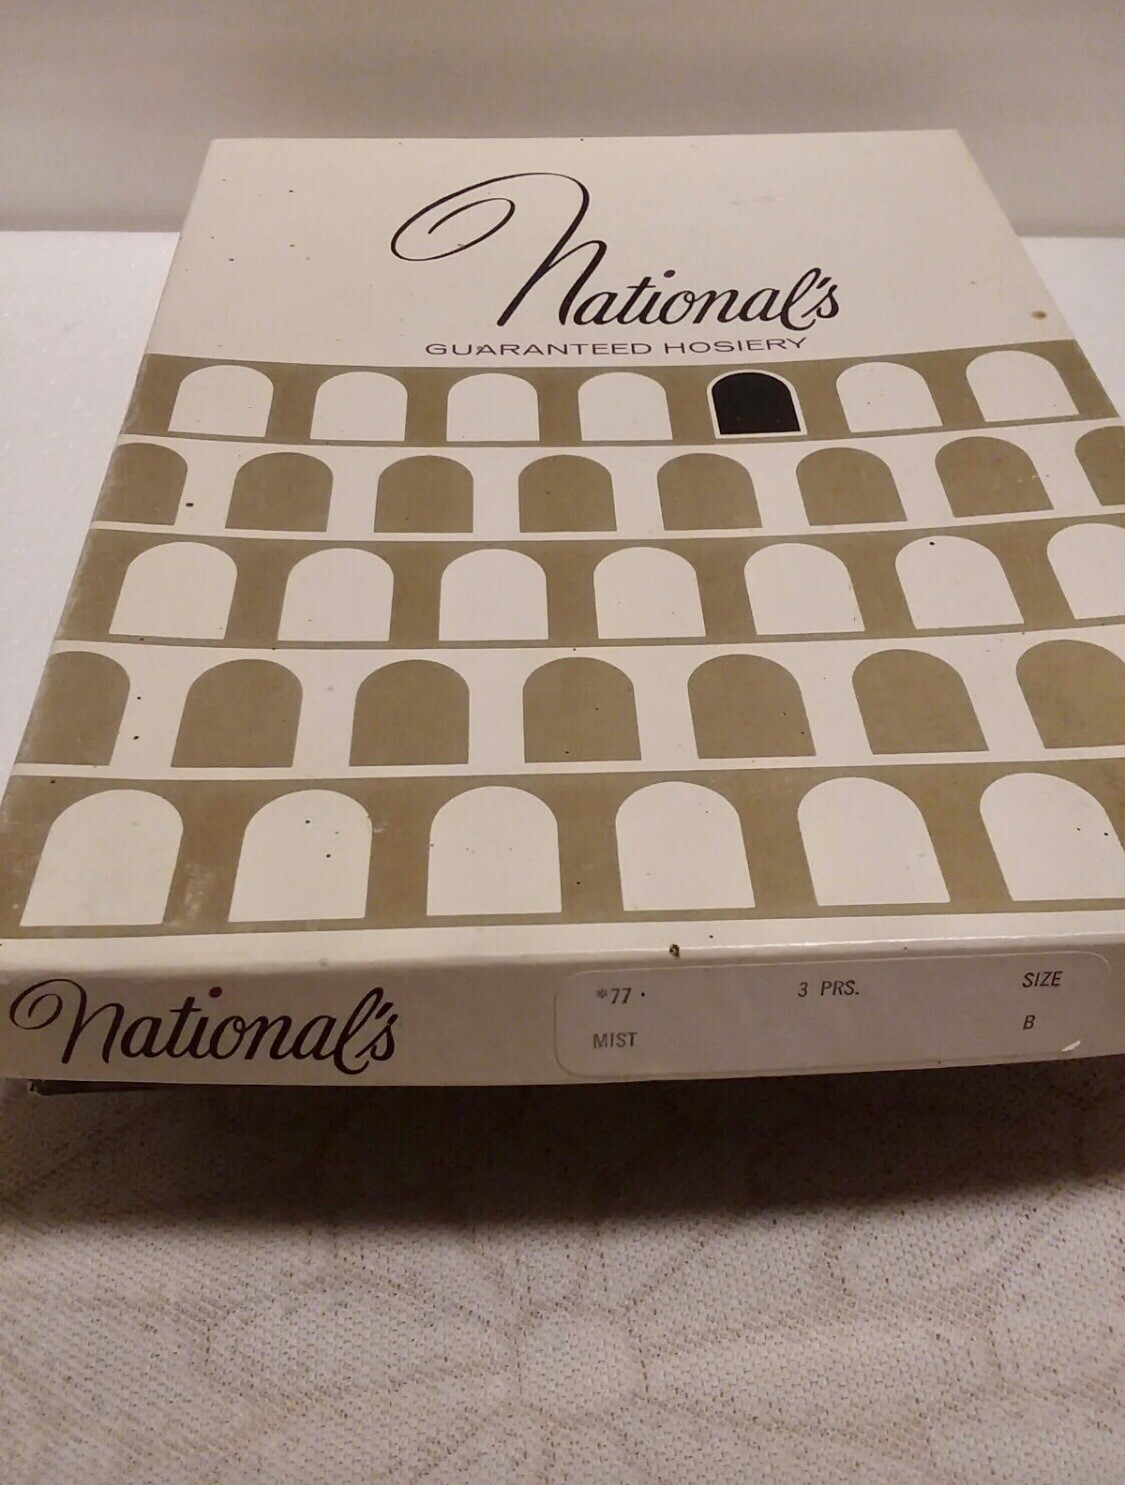 National's
GUARANTEED HOSIERY
National's
*77 · 3 PRS. SIZE
MIST B